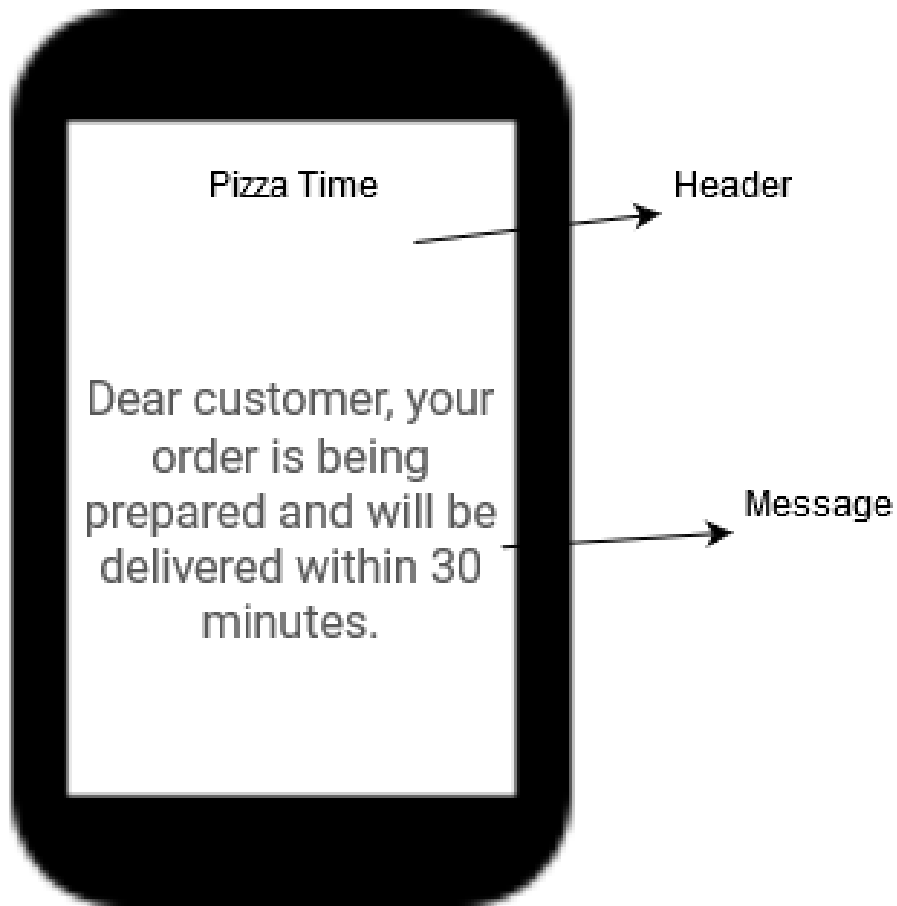 Pizza Time
Header
Dear customer, your
order is being
prepared and will be
delivered within 30
minutes.
Message